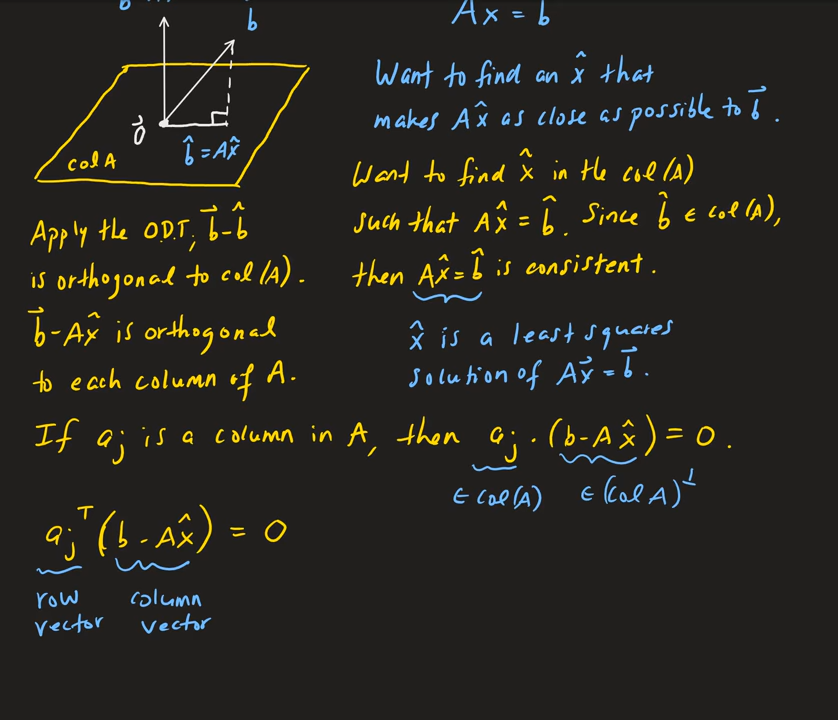 b
Ax = b
Want to find an x̂ that
makes Ax̂ as close as possible to b⃗.
0⃗
col A
b̂ = Ax̂
Want to find x̂ in the col(A)
such that Ax̂ = b̂. Since b̂ ∈ col(A),
then Ax̂ = b̂ is consistent.
Apply the O.D.T, b⃗ - b̂
is orthogonal to col(A).
b⃗ - Ax̂ is orthogonal
to each column of A.
x̂ is a least squares
solution of Ax⃗ = b⃗.
If aⱼ is a column in A, then aⱼ · (b - Ax̂) = 0.
∈ col(A) ∈ (col A)^⊥
aⱼᵀ (b - Ax̂) = 0
row vector
column vector